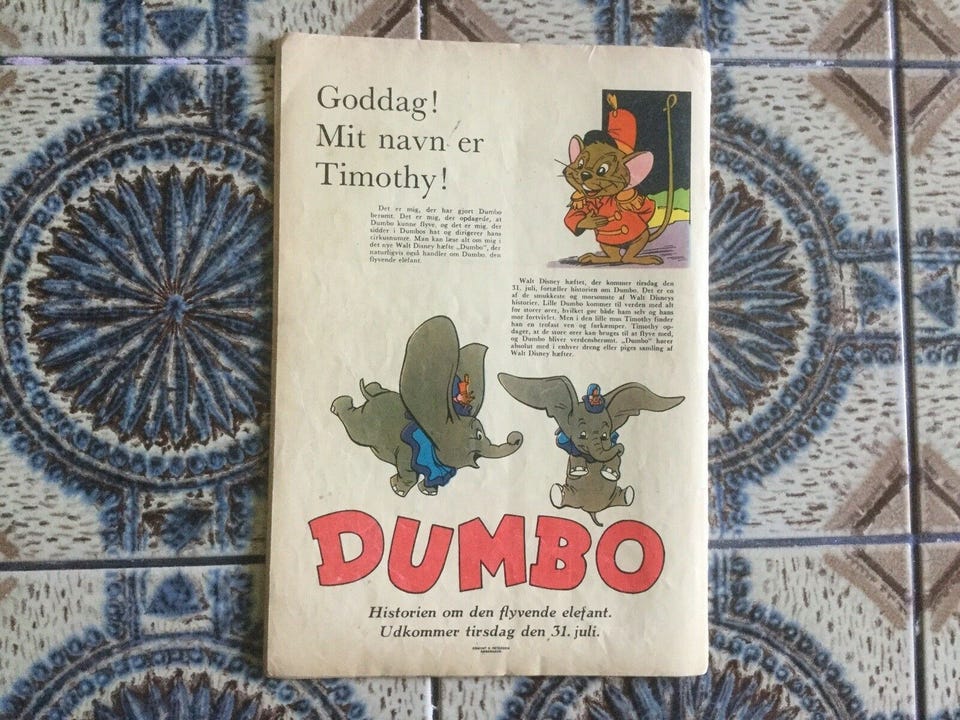 Goddag!
Mit navn er
Timothy!
Det er mig, der har gjort Dumbo
berømt. Det er mig, der opdagede, at
Dumbo kunne flyve, og det er mig, der
sidder i Dumbos hat og dirigerer hans
cirkusnumre. Man kan læse alt om mig i
det nye Walt Disney hæfte „Dumbo", der
naturligvis også handler om Dumbo, den
flyvende elefant.
Walt Disney hæftet, der kommer tirsdag den
31. juli, fortæller historien om Dumbo. Det er en
af de smukkeste og morsomste af Walt Disneys
historier. Lille Dumbo kommer til verden med alt
for store ører, hvilket gør både ham selv og hans
mor fortvivlet. Men i den lille mus Timothy finder
han en trofast ven og forkæmper. Timothy op-
dager, at de store ører kan bruges til at flyve med,
og Dumbo bliver verdensberømt. „Dumbo" hører
absolut med i enhver dreng eller piges samling af
Walt Disney hæfter.
DUMBO
Historien om den flyvende elefant.
Udkommer tirsdag den 31. juli.
EGMONT H. PETERSEN
KØBENHAVN